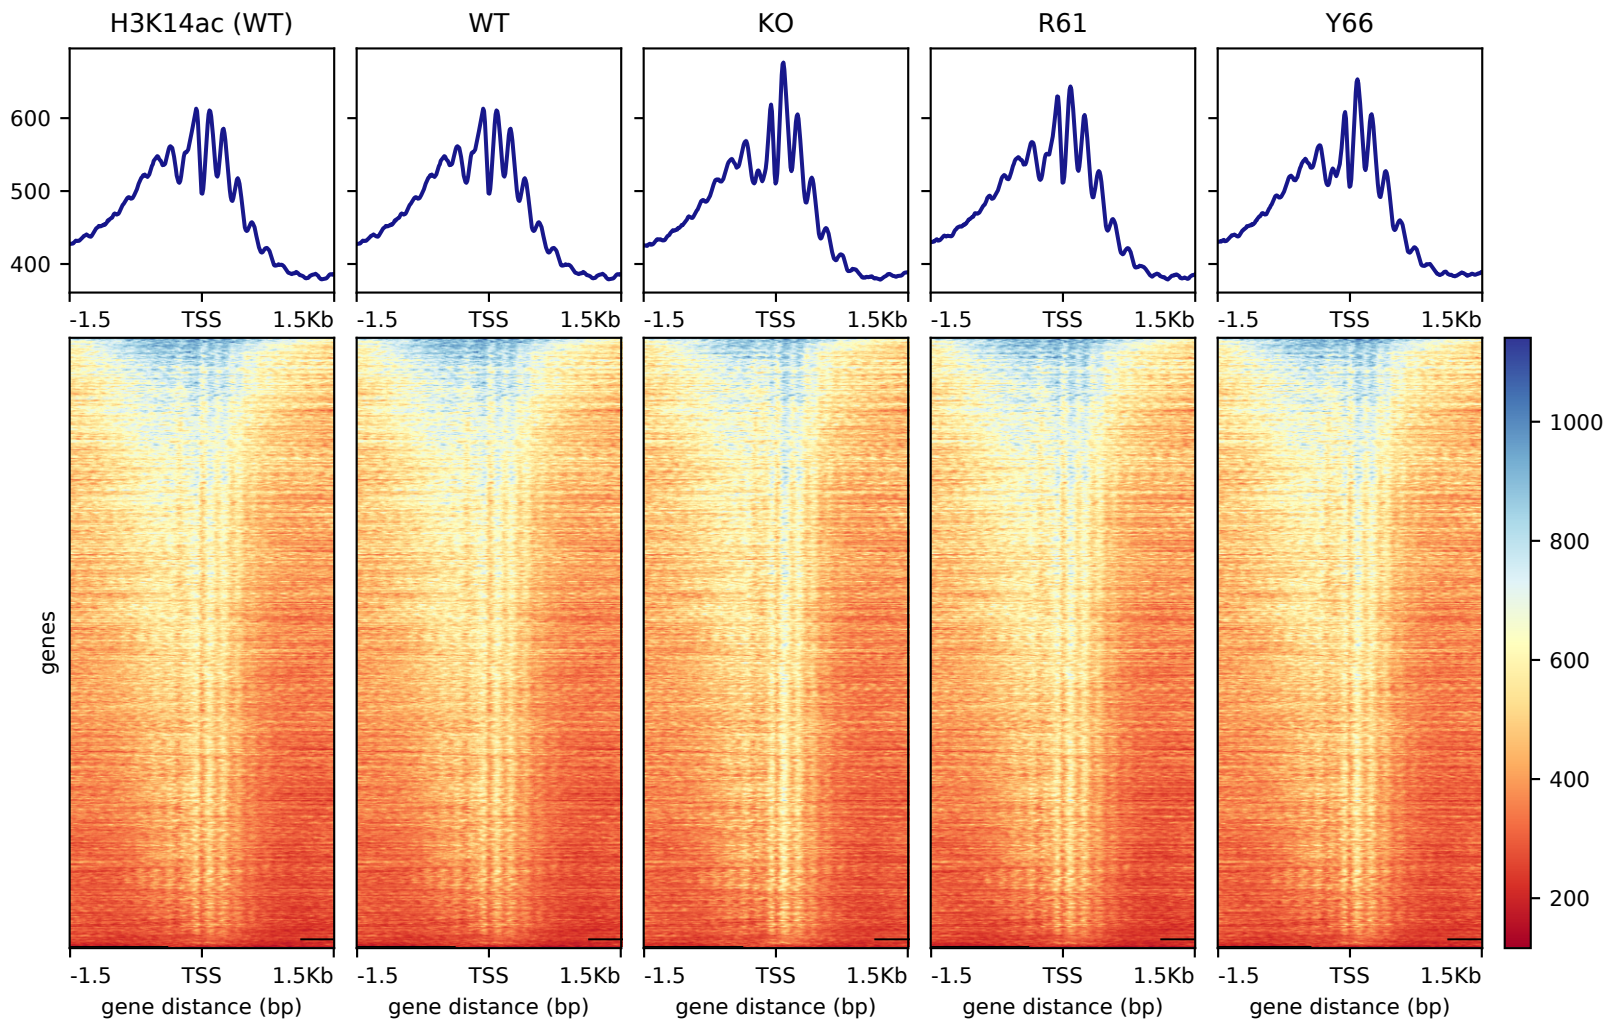 H3K14ac (WT) WT KO R61 Y66
600
500
400
-1.5 TSS 1.5Kb -1.5 TSS 1.5Kb -1.5 TSS 1.5Kb -1.5 TSS 1.5Kb -1.5 TSS 1.5Kb
1000
800
genes
600
400
200
-1.5 TSS 1.5Kb -1.5 TSS 1.5Kb -1.5 TSS 1.5Kb -1.5 TSS 1.5Kb -1.5 TSS 1.5Kb
gene distance (bp) gene distance (bp) gene distance (bp) gene distance (bp) gene distance (bp)